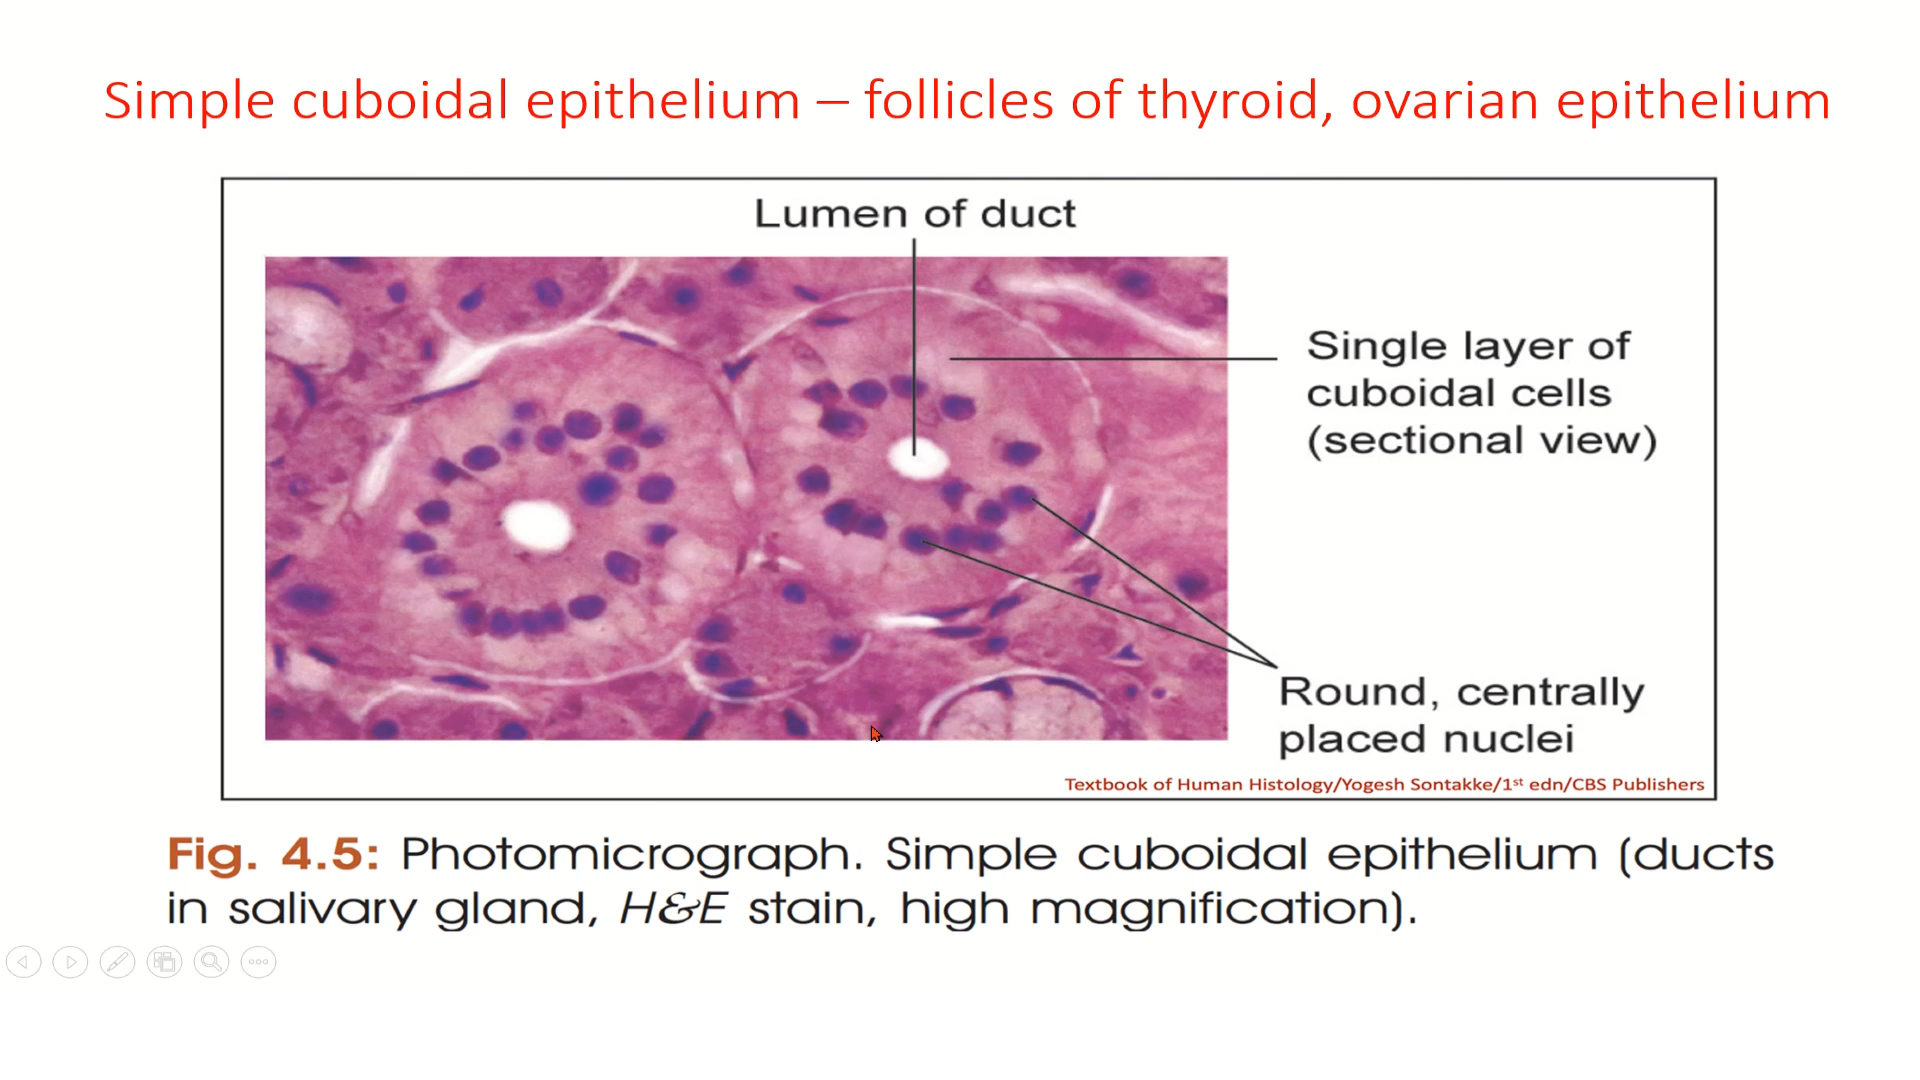 Simple cuboidal epithelium – follicles of thyroid, ovarian epithelium
Lumen of duct
Single layer of
cuboidal cells
(sectional view)
Round, centrally
placed nuclei
Textbook of Human Histology/Yogesh Sontakke/1st edn/CBS Publishers
Fig. 4.5: Photomicrograph. Simple cuboidal epithelium (ducts
in salivary gland, H&E stain, high magnification).